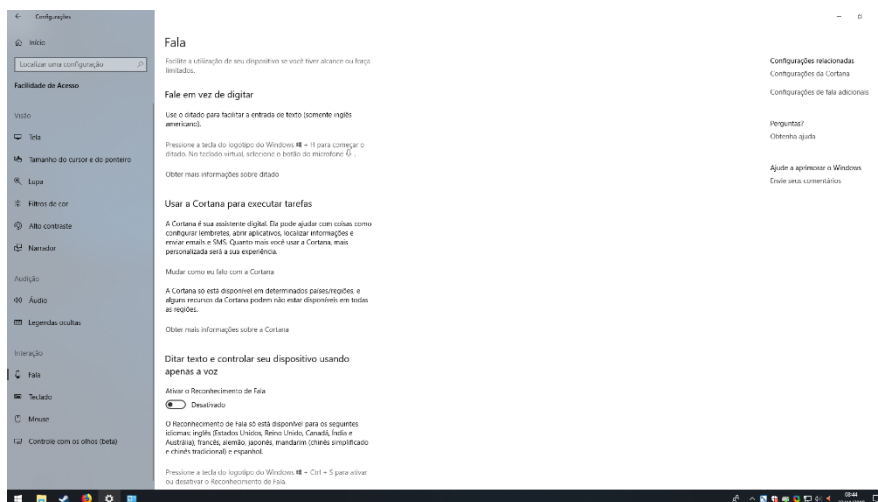 Configurações
Início
Localizar uma configuração
Facilidade de Acesso
Visão
Tela
Tamanho do cursor e do ponteiro
Lupa
Filtros de cor
Alto contraste
Narrador
Audição
Áudio
Legendas ocultas
Interação
Fala
Teclado
Mouse
Controle com os olhos (beta)
Fala
Facilite a utilização de seu dispositivo se você tiver alcance ou força
limitados.
Fale em vez de digitar
Use o ditado para facilitar a entrada de texto (somente inglês
americano).
Pressione a tecla do logotipo do Windows + H para começar o
ditado. No teclado virtual, selecione o botão do microfone .
Obter mais informações sobre ditado
Usar a Cortana para executar tarefas
A Cortana é sua assistente digital. Ela pode ajudar com coisas como
configurar lembretes, abrir aplicativos, localizar informações e
enviar emails e SMS. Quanto mais você usar a Cortana, mais
personalizada será a sua experiência.
Mudar como eu falo com a Cortana
A Cortana só está disponível em determinados países/regiões, e
alguns recursos da Cortana podem não estar disponíveis em todas
as regiões.
Obter mais informações sobre a Cortana
Ditar texto e controlar seu dispositivo usando
apenas a voz
Ativar o Reconhecimento de Fala
Desativado
O Reconhecimento de Fala só está disponível para os seguintes
idiomas: inglês (Estados Unidos, Reino Unido, Canadá, Índia e
Austrália), francês, alemão, japonês, mandarim (chinês simplificado
e chinês tradicional) e espanhol.
Pressione a tecla do logotipo do Windows + Ctrl + S para ativar
ou desativar o Reconhecimento de Fala.
Configurações relacionadas
Configurações da Cortana
Configurações de fala adicionais
Perguntas?
Obtenha ajuda
Ajude a aprimorar o Windows
Envie seus comentários
08:44